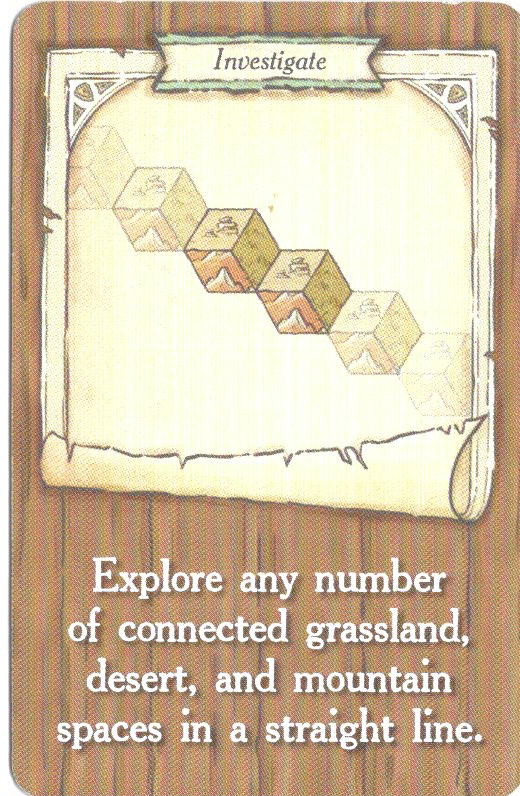 Investigate
Explore any number
of connected grassland,
desert, and mountain
spaces in a straight line.